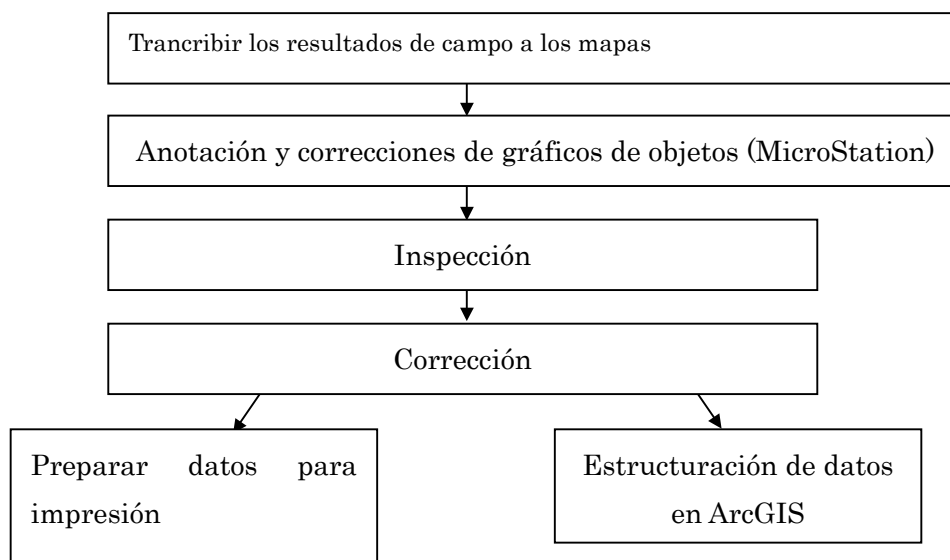 Trancribir los resultados de campo a los mapas
Anotación y correcciones de gráficos de objetos (MicroStation)
Inspección
Corrección
Preparar datos para
impresión
Estructuración de datos
en ArcGIS